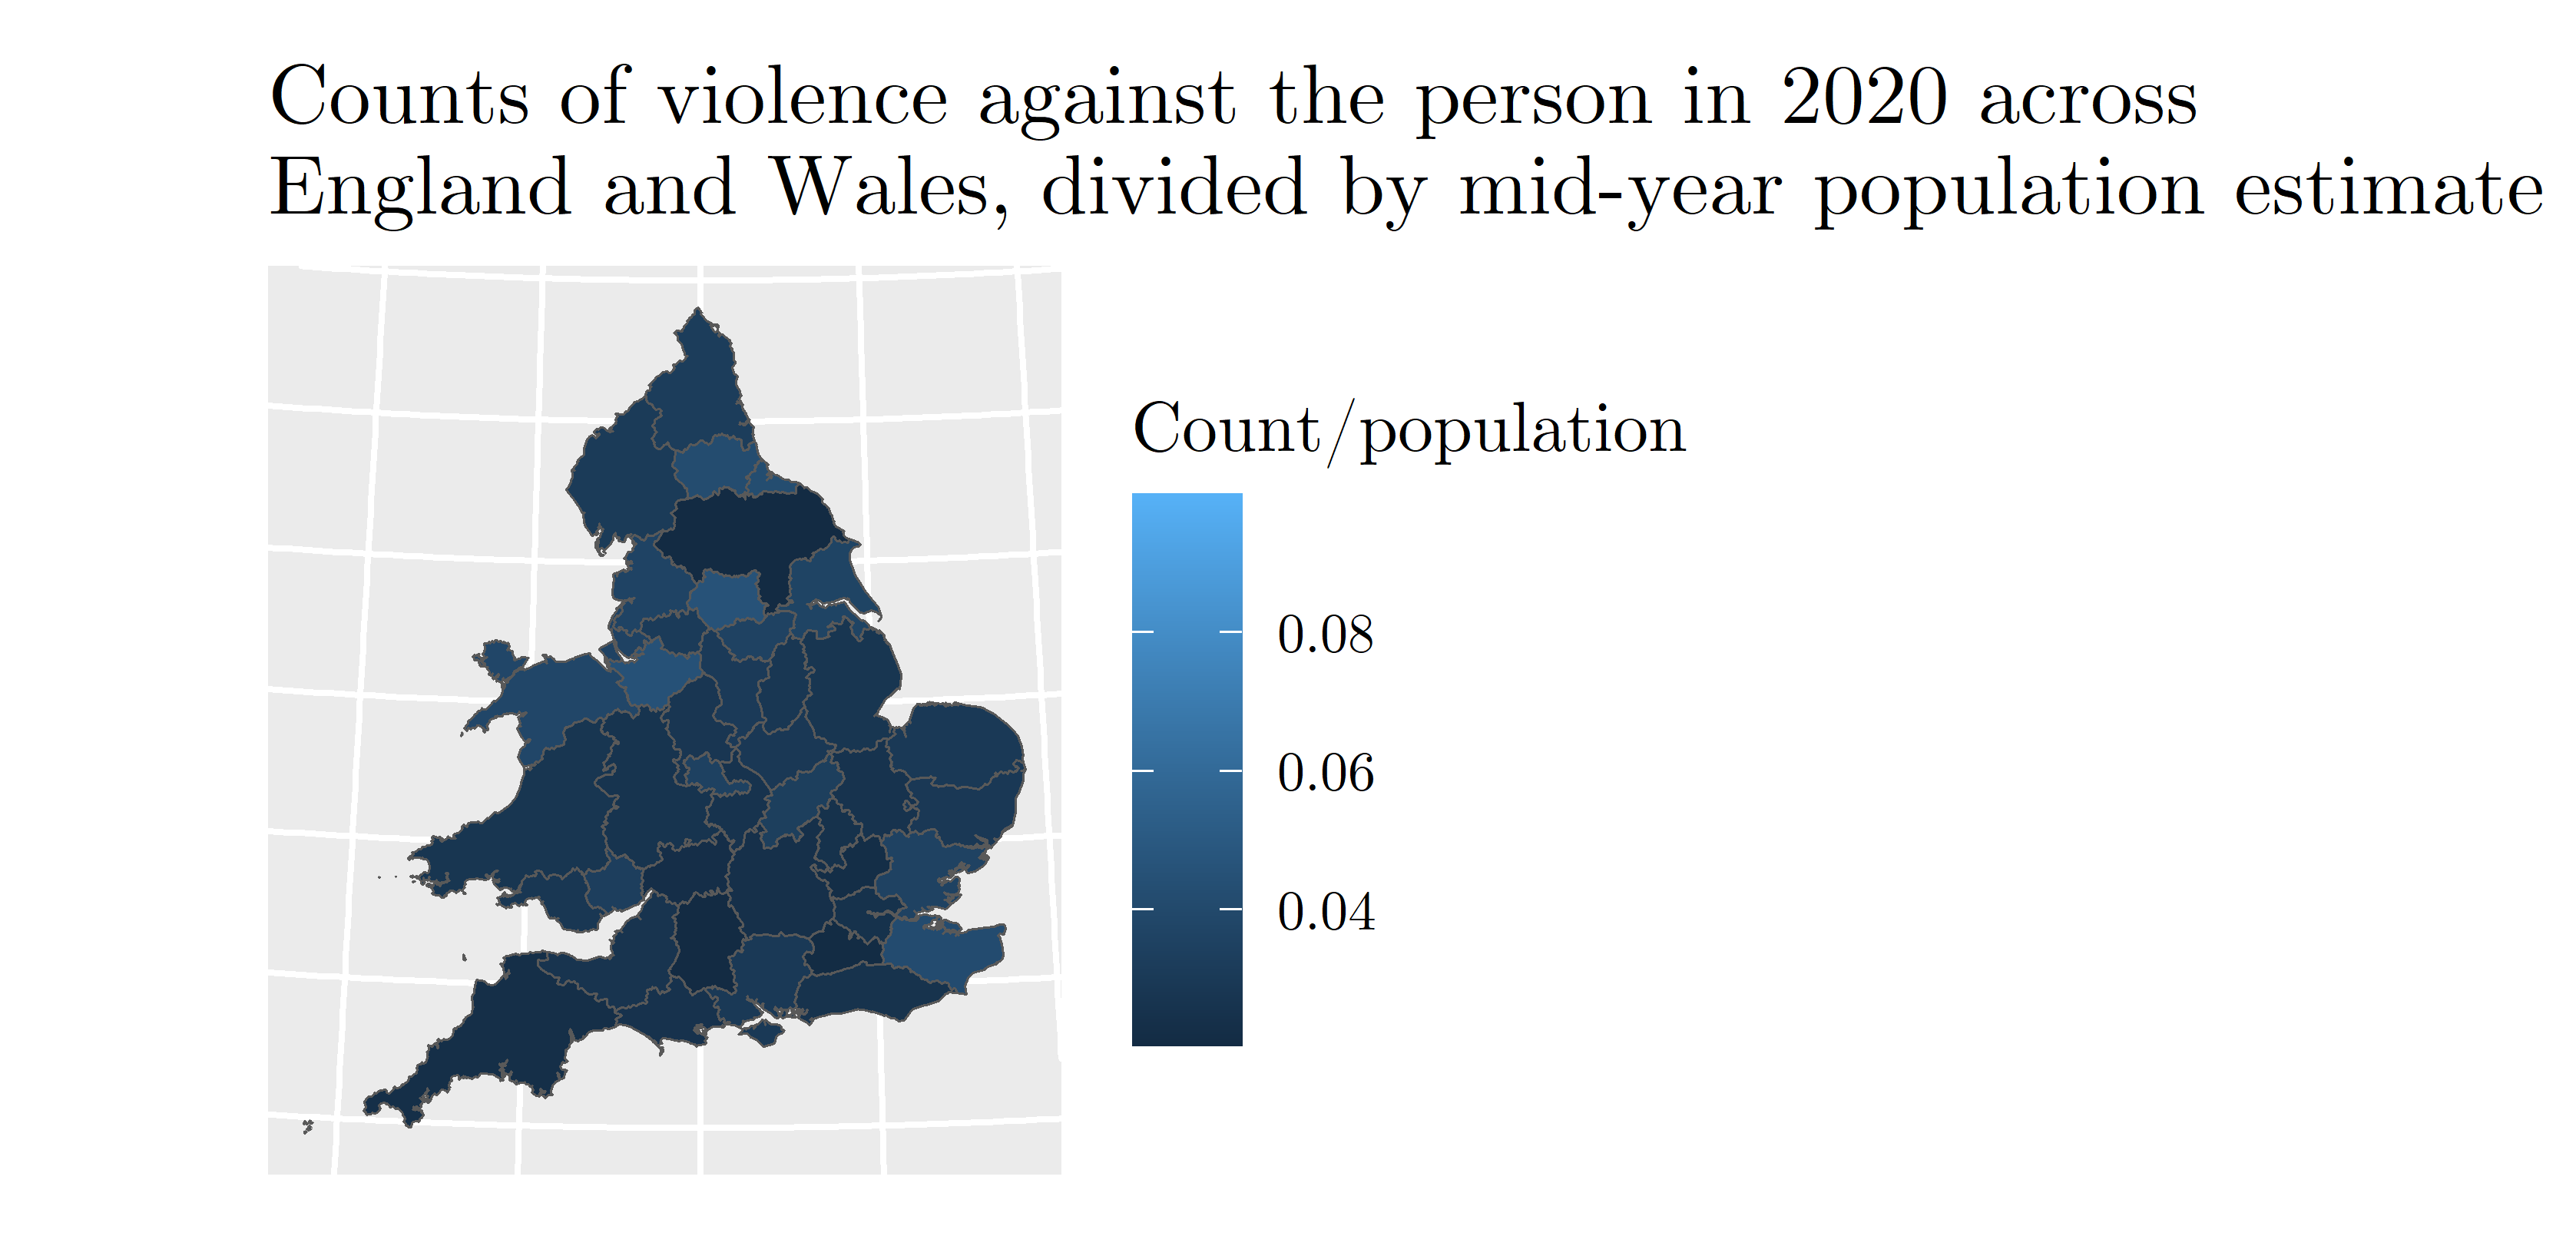 Counts of violence against the person in 2020 across
England and Wales, divided by mid-year population estimate
Count/population
0.08
0.06
0.04